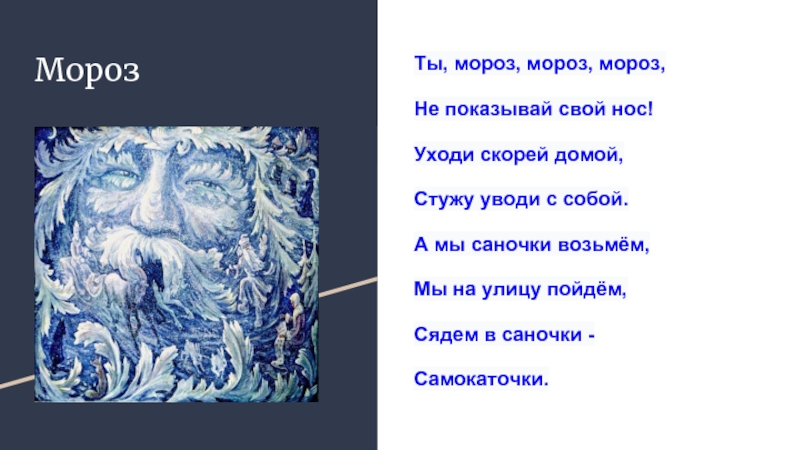 Мороз
Ты, мороз, мороз, мороз,
Не показывай свой нос!
Уходи скорей домой,
Стужу уводи с собой.
А мы саночки возьмём,
Мы на улицу пойдём,
Сядем в саночки -
Самокаточки.